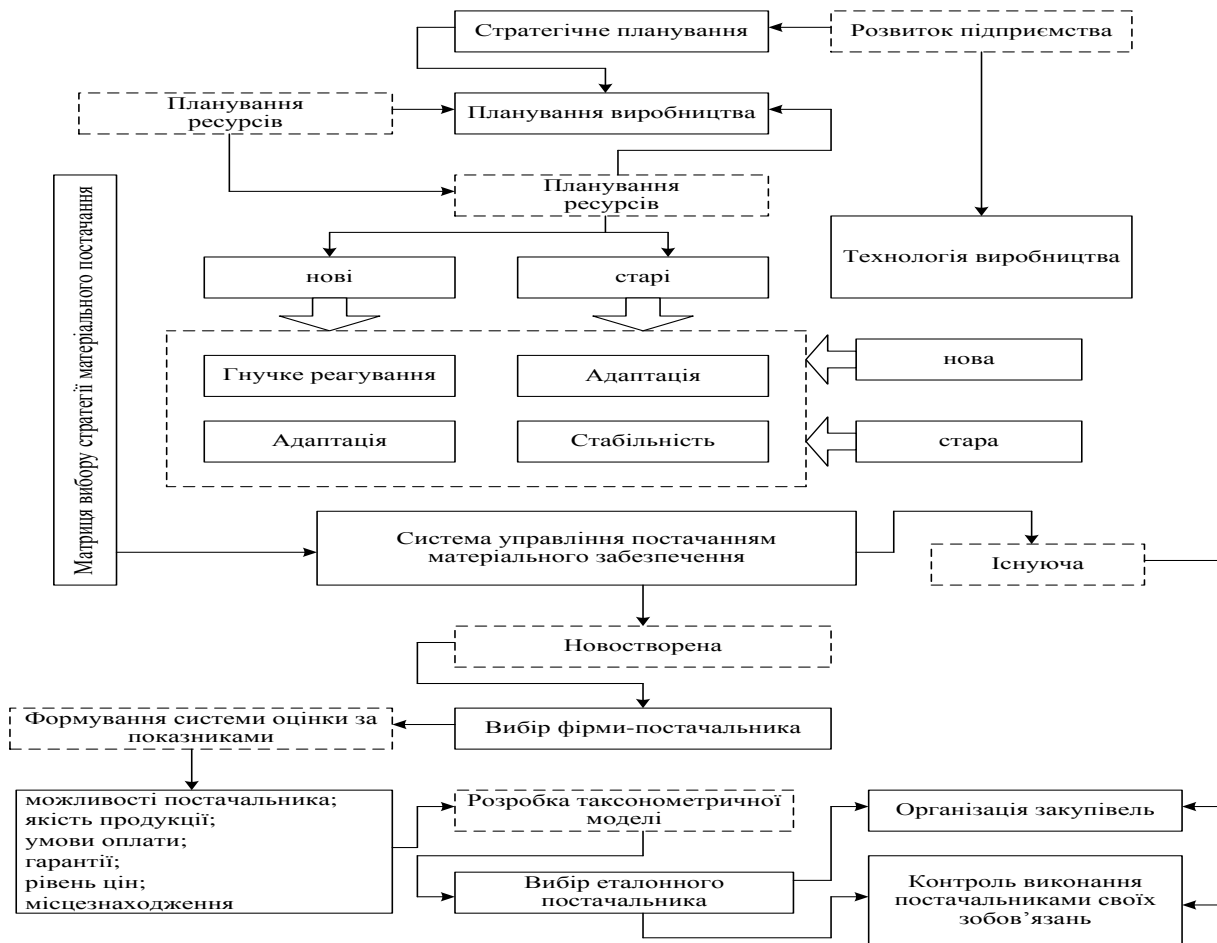 Стратегічне планування
Розвиток підприємства
Планування
ресурсів
Планування виробництва
Планування
ресурсів
Матриця вибору стратегії матеріального постачання
Технологія виробництва
нові
старі
Гнучке реагування
Адаптація
нова
Адаптація
Стабільність
стара
Система управління постачанням
матеріального забезпечення
Існуюча
Новостворена
Формування системи оцінки за
показниками
Вибір фірми-постачальника
можливості постачальника;
якість продукції;
умови оплати;
гарантії;
рівень цін;
місцезнаходження
Розробка таксонометричної
моделі
Організація закупівель
Вибір еталонного
постачальника
Контроль виконання
постачальниками своїх
зобов’язань